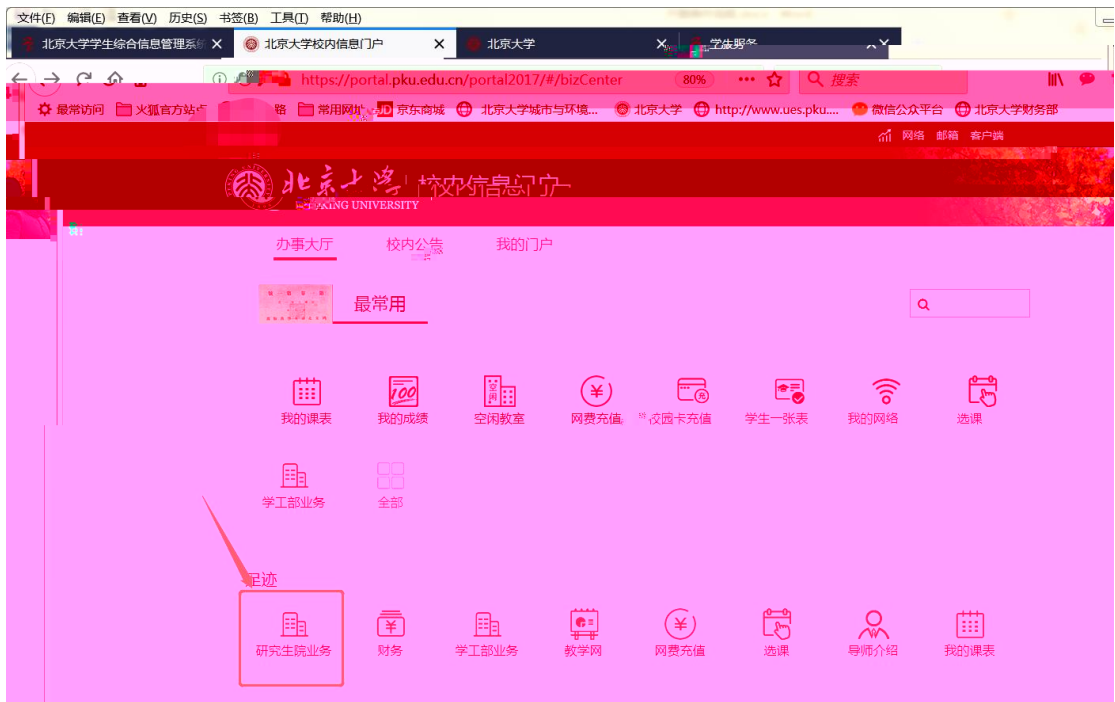 文件(F) 编辑(E) 查看(V) 历史(S) 书签(B) 工具(T) 帮助(H)
北京大学学生综合信息管理系统 北京大学校内信息门户 北京大学
https://portal.pku.edu.cn/portal2017/#/bizCenter 80% 搜索
最常访问 火狐官方站点 常用网址 JD 京东商城 北京大学城市与环境... 北京大学 http://www.ues.pku.... 微信公众平台 北京大学财务部
网络 邮箱 客户端
北京大学 校内信息门户
UNIVERSITY
办事大厅 校内公告 我的门户
最常用
我的课表 我的成绩 空闲教室 网费充值 校园卡充值 学生一张表 我的网络 选课
学工部业务 全部
足迹
研究生院业务 财务 学工部业务 教学网 网费充值 选课 导师介绍 我的课表